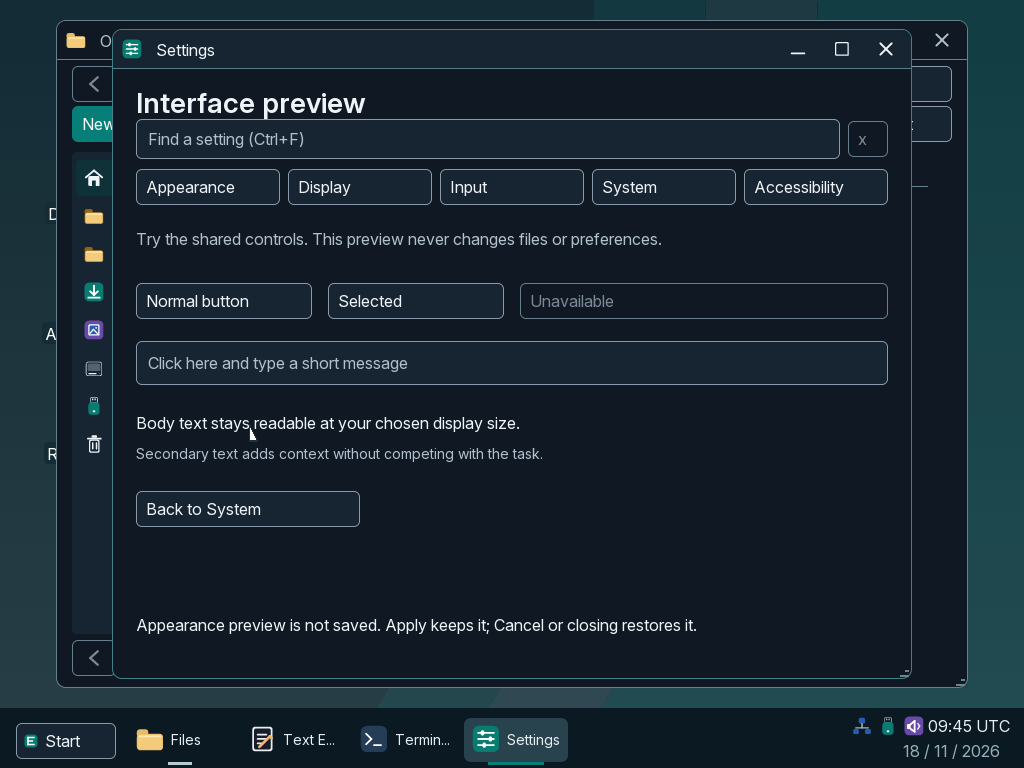 Settings
Interface preview
Find a setting (Ctrl+F)
x
Appearance
Display
Input
System
Accessibility
Try the shared controls. This preview never changes files or preferences.
Normal button
Selected
Unavailable
Click here and type a short message
Body text stays readable at your chosen display size.
Secondary text adds context without competing with the task.
Back to System
Appearance preview is not saved. Apply keeps it; Cancel or closing restores it.
New
Start
Files
Text E...
Termin...
Settings
09:45 UTC
18 / 11 / 2026